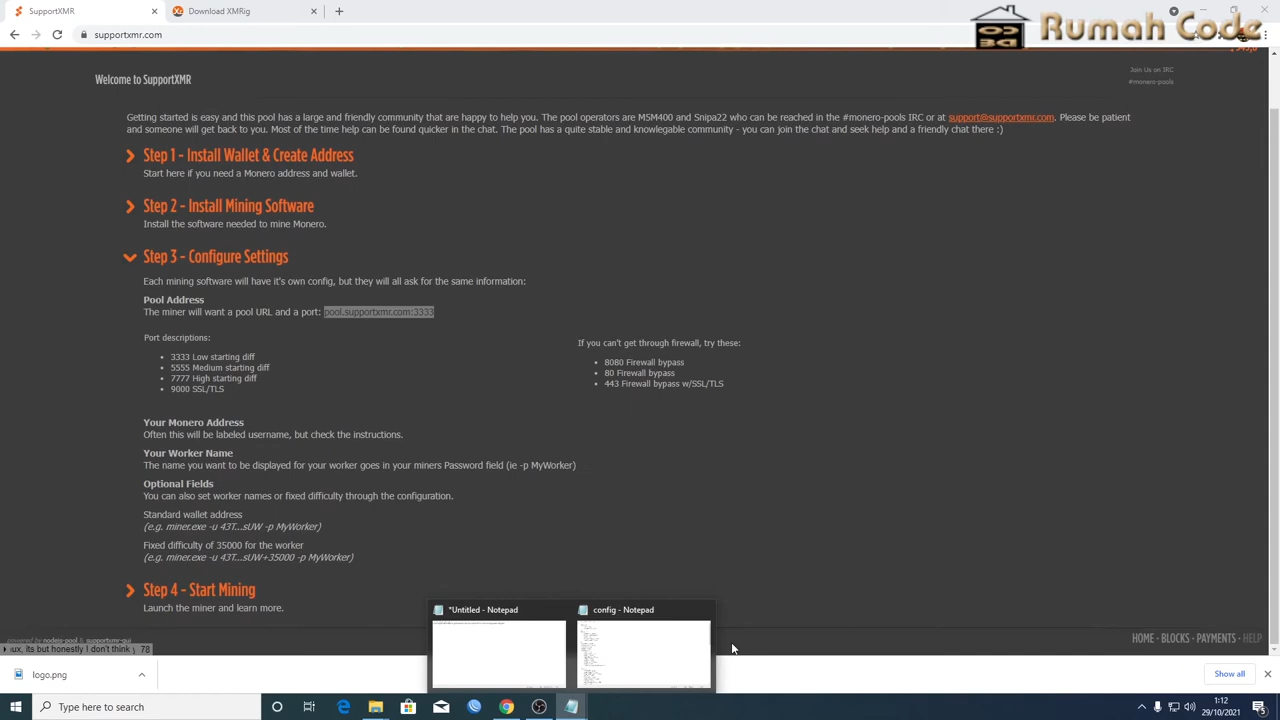 SupportXMR
Download XMRig
supportxmr.com
Rumah Code
Welcome to SupportXMR
Join Us on IRC
#monero-pools
Getting started is easy and this pool has a large and friendly community that are happy to help you. The pool operators are M5M400 and Snipa22 who can be reached in the #monero-pools IRC or at support@supportxmr.com. Please be patient
and someone will get back to you. Most of the time help can be found quicker in the chat. The pool has a quite stable and knowlegable community - you can join the chat and seek help and a friendly chat there :)
Step 1 - Install Wallet & Create Address
Start here if you need a Monero address and wallet.
Step 2 - Install Mining Software
Install the software needed to mine Monero.
Step 3 - Configure Settings
Each mining software will have it's own config, but they will all ask for the same information:
Pool Address
The miner will want a pool URL and a port: pool.supportxmr.com:3333
Port descriptions:
3333 Low starting diff
5555 Medium starting diff
7777 High starting diff
9000 SSL/TLS
If you can't get through firewall, try these:
8080 Firewall bypass
80 Firewall bypass
443 Firewall bypass w/SSL/TLS
Your Monero Address
Often this will be labeled username, but check the instructions.
Your Worker Name
The name you want to be displayed for your worker goes in your miners Password field (ie -p MyWorker)
Optional Fields
You can also set worker names or fixed difficulty through the configuration.
Standard wallet address
(e.g. miner.exe -u 43T...sUW -p MyWorker)
Fixed difficulty of 35000 for the worker
(e.g. miner.exe -u 43T...sUW+35000 -p MyWorker)
Step 4 - Start Mining
Launch the miner and learn more.
*Untitled - Notepad
config - Notepad
powered by nodejs-pool & supportxmr-gui
HOME · BLOCKS · PAYMENTS · HELP
aux, its but honestly I don't think 78
logo.png
Show all
Type here to search
1:12
29/10/2021
5